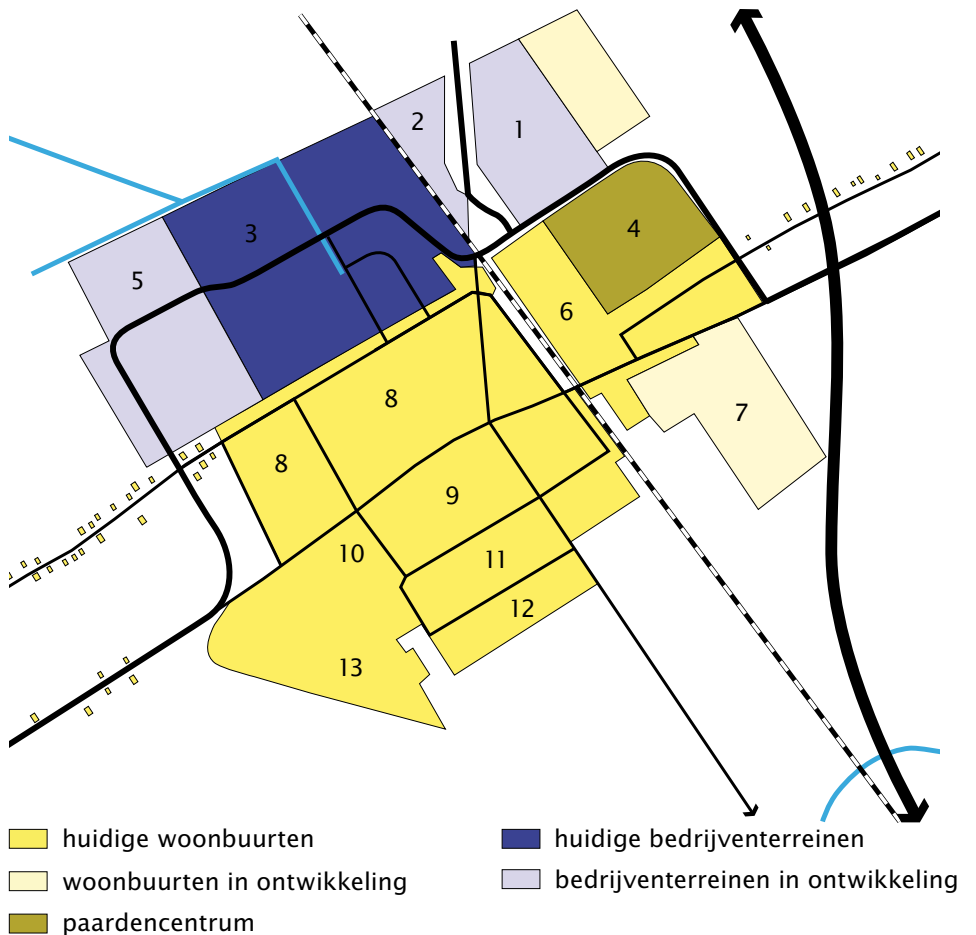 2
1
3
4
5
6
8
7
8
9
10
11
12
13
huidige woonbuurten
woonbuurten in ontwikkeling
paardencentrum
huidige bedrijventerreinen
bedrijventerreinen in ontwikkeling